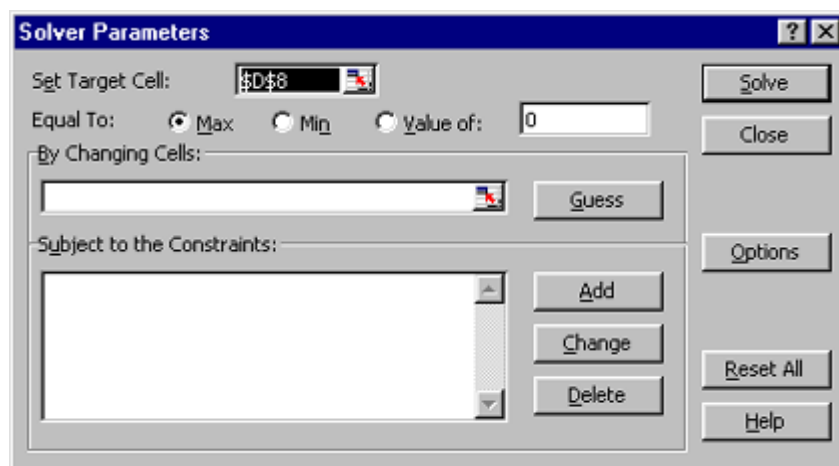 Solver Parameters
Set Target Cell: $D$8
Solve
Equal To: Max Min Value of: 0
Close
By Changing Cells:
Guess
Subject to the Constraints:
Options
Add
Change
Reset All
Delete
Help